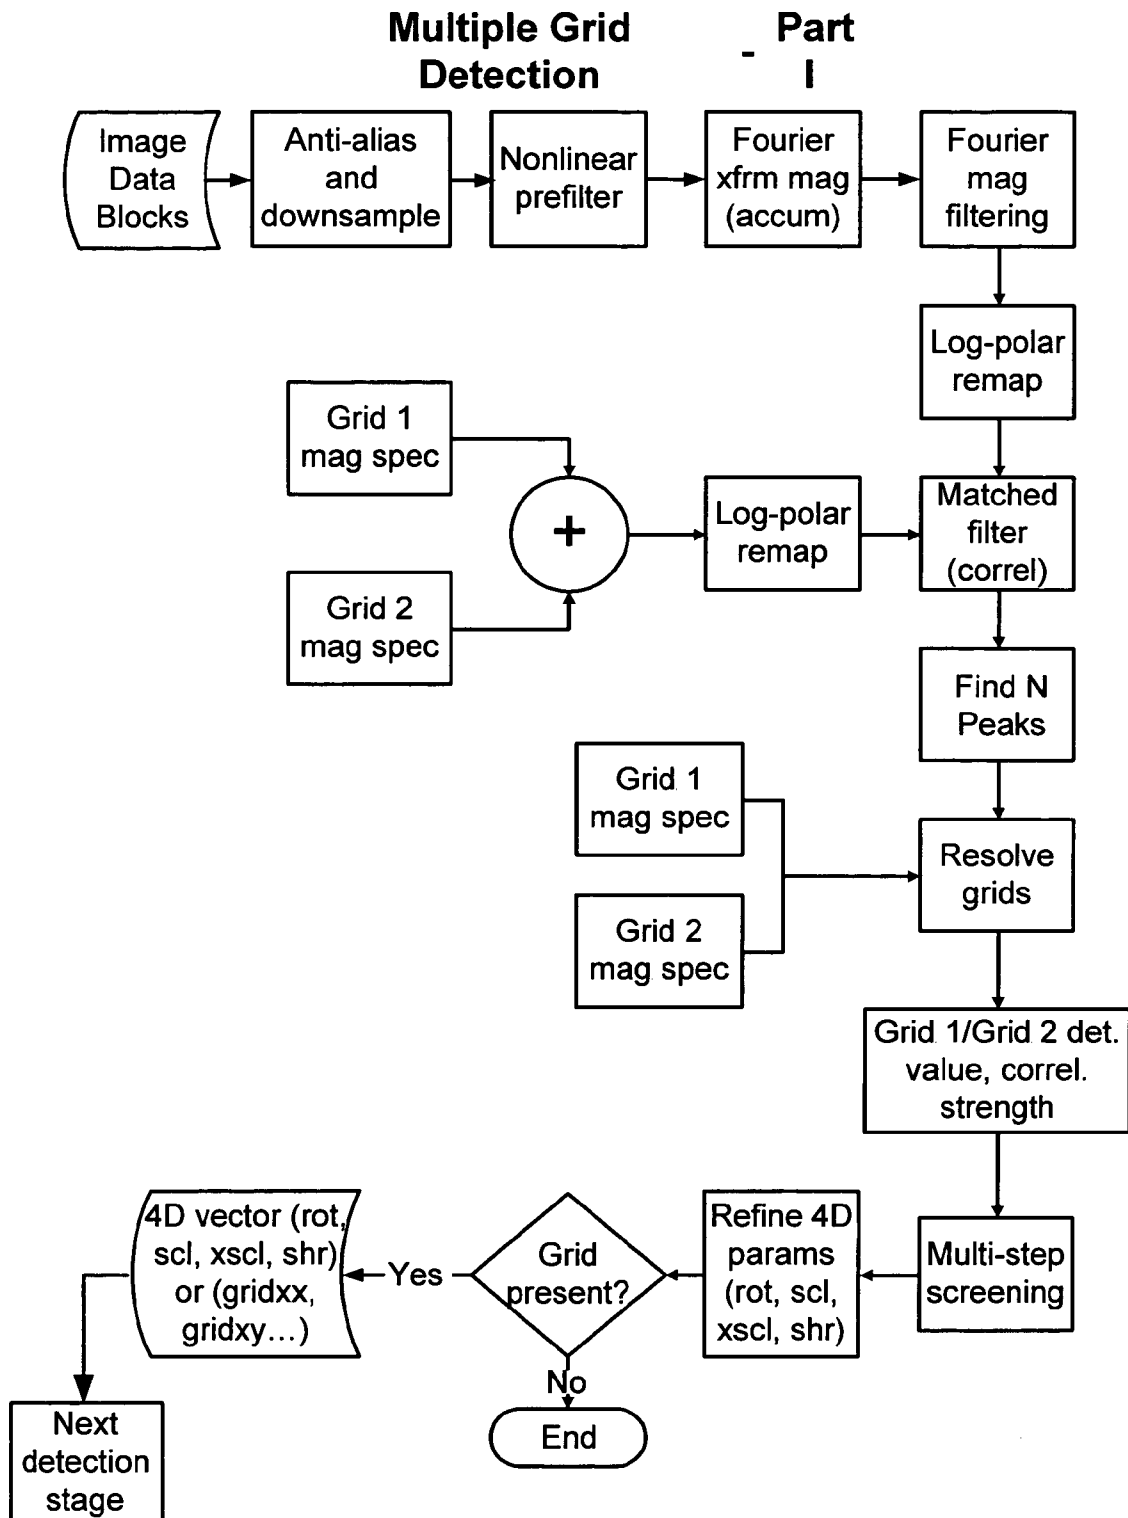 Multiple Grid
Detection
- Part
I
Image
Data
Blocks
Anti-alias
and
downsample
Nonlinear
prefilter
Fourier
xfrm mag
(accum)
Fourier
mag
filtering
Log-polar
remap
Grid 1
mag spec
Grid 2
mag spec
+
Log-polar
remap
Matched
filter
(correl)
Find N
Peaks
Grid 1
mag spec
Grid 2
mag spec
Resolve
grids
Grid 1/Grid 2 det.
value, correl.
strength
Multi-step
screening
Refine 4D
params
(rot, scl,
xscl, shr)
Grid
present?
Yes
No
End
4D vector (rot,
scl, xscl, shr)
or (gridxx,
gridxy...)
Next
detection
stage